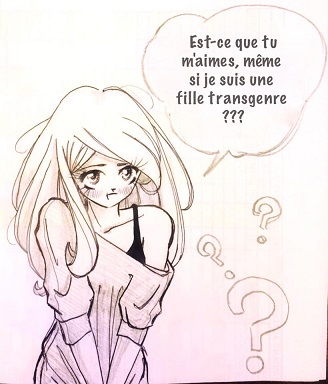 Est-ce que tu
m'aimes, même
si je suis une
fille transgenre
???
?
?
?